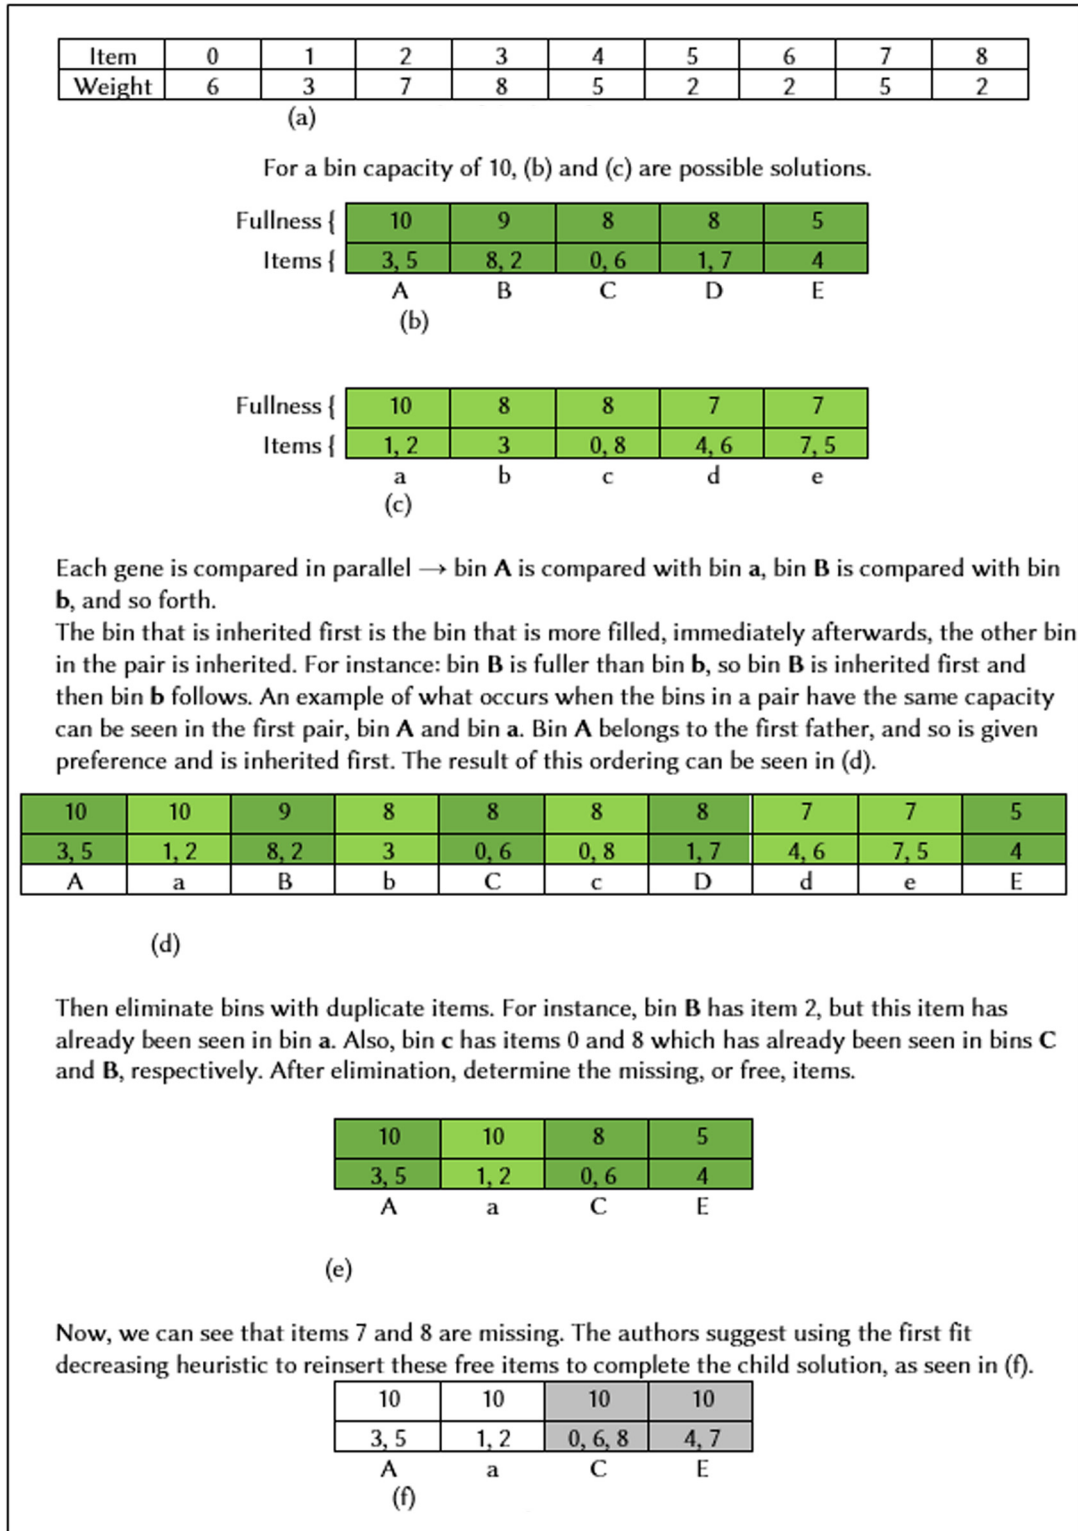 Item 0 1 2 3 4 5 6 7 8
Weight 6 3 7 8 5 2 2 5 2
(a)
For a bin capacity of 10, (b) and (c) are possible solutions.
Fullness { 10 9 8 8 5
Items { 3, 5 8, 2 0, 6 1, 7 4
A B C D E
(b)
Fullness { 10 8 8 7 7
Items { 1, 2 3 0, 8 4, 6 7, 5
a b c d e
(c)
Each gene is compared in parallel → bin A is compared with bin a, bin B is compared with bin
b, and so forth.
The bin that is inherited first is the bin that is more filled, immediately afterwards, the other bin
in the pair is inherited. For instance: bin B is fuller than bin b, so bin B is inherited first and
then bin b follows. An example of what occurs when the bins in a pair have the same capacity
can be seen in the first pair, bin A and bin a. Bin A belongs to the first father, and so is given
preference and is inherited first. The result of this ordering can be seen in (d).
10 10 9 8 8 8 8 7 7 5
3, 5 1, 2 8, 2 3 0, 6 0, 8 1, 7 4, 6 7, 5 4
A a B b C c D d e E
(d)
Then eliminate bins with duplicate items. For instance, bin B has item 2, but this item has
already been seen in bin a. Also, bin c has items 0 and 8 which has already been seen in bins C
and B, respectively. After elimination, determine the missing, or free, items.
10 10 8 5
3, 5 1, 2 0, 6 4
A a C E
(e)
Now, we can see that items 7 and 8 are missing. The authors suggest using the first fit
decreasing heuristic to reinsert these free items to complete the child solution, as seen in (f).
10 10 10 10
3, 5 1, 2 0, 6, 8 4, 7
A a C E
(f)